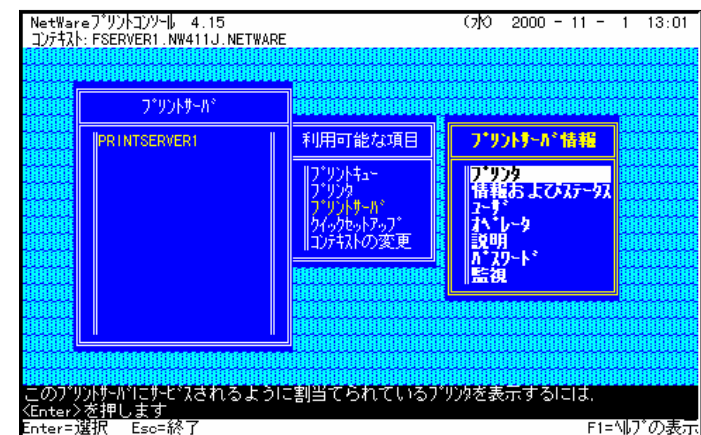 NetWareﾌﾟﾘﾝﾄｺﾝｿｰﾙ 4.15 (水) 2000 - 11 - 1 13:01
ｺﾝﾃｷｽﾄ: FSERVER1.NW411J.NETWARE
ﾌﾟﾘﾝﾄｻｰﾊﾞ
PRINTSERVER1
利用可能な項目
ﾌﾟﾘﾝﾄｷｭｰ
ﾌﾟﾘﾝﾀ
ﾌﾟﾘﾝﾄｻｰﾊﾞ
ｸｲｯｸｾｯﾄｱｯﾌﾟ
ｺﾝﾃｷｽﾄの変更
ﾌﾟﾘﾝﾄｻｰﾊﾞ情報
ﾌﾟﾘﾝﾀ
情報およびｽﾃｰﾀｽ
ﾕｰｻﾞ
ｵﾍﾟﾚｰﾀ
説明
ﾊﾟｽﾜｰﾄﾞ
監視
このﾌﾟﾘﾝﾄｻｰﾊﾞにｻｰﾋﾞｽされるように割当てられているﾌﾟﾘﾝﾀを表示するには,
<Enter>を押します
Enter=選択 Esc=終了 F1=ﾍﾙﾌﾟの表示